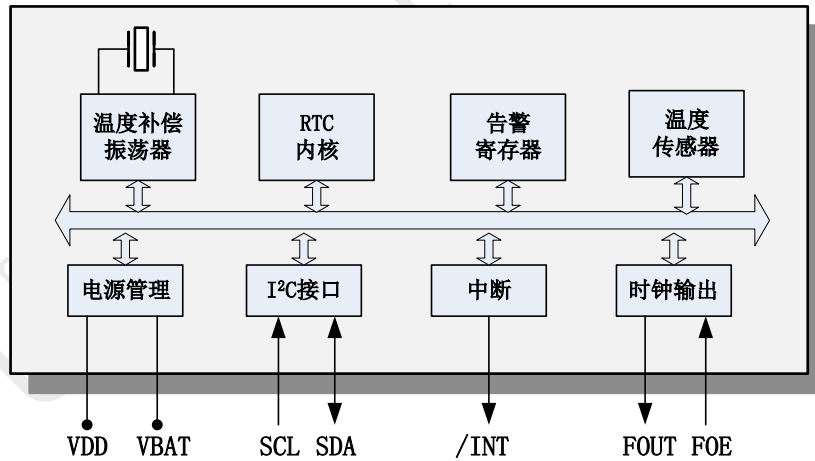 温度补偿
振荡器
RTC
内核
告警
寄存器
温度
传感器
电源管理
I²C接口
中断
时钟输出
VDD VBAT SCL SDA /INT FOUT FOE